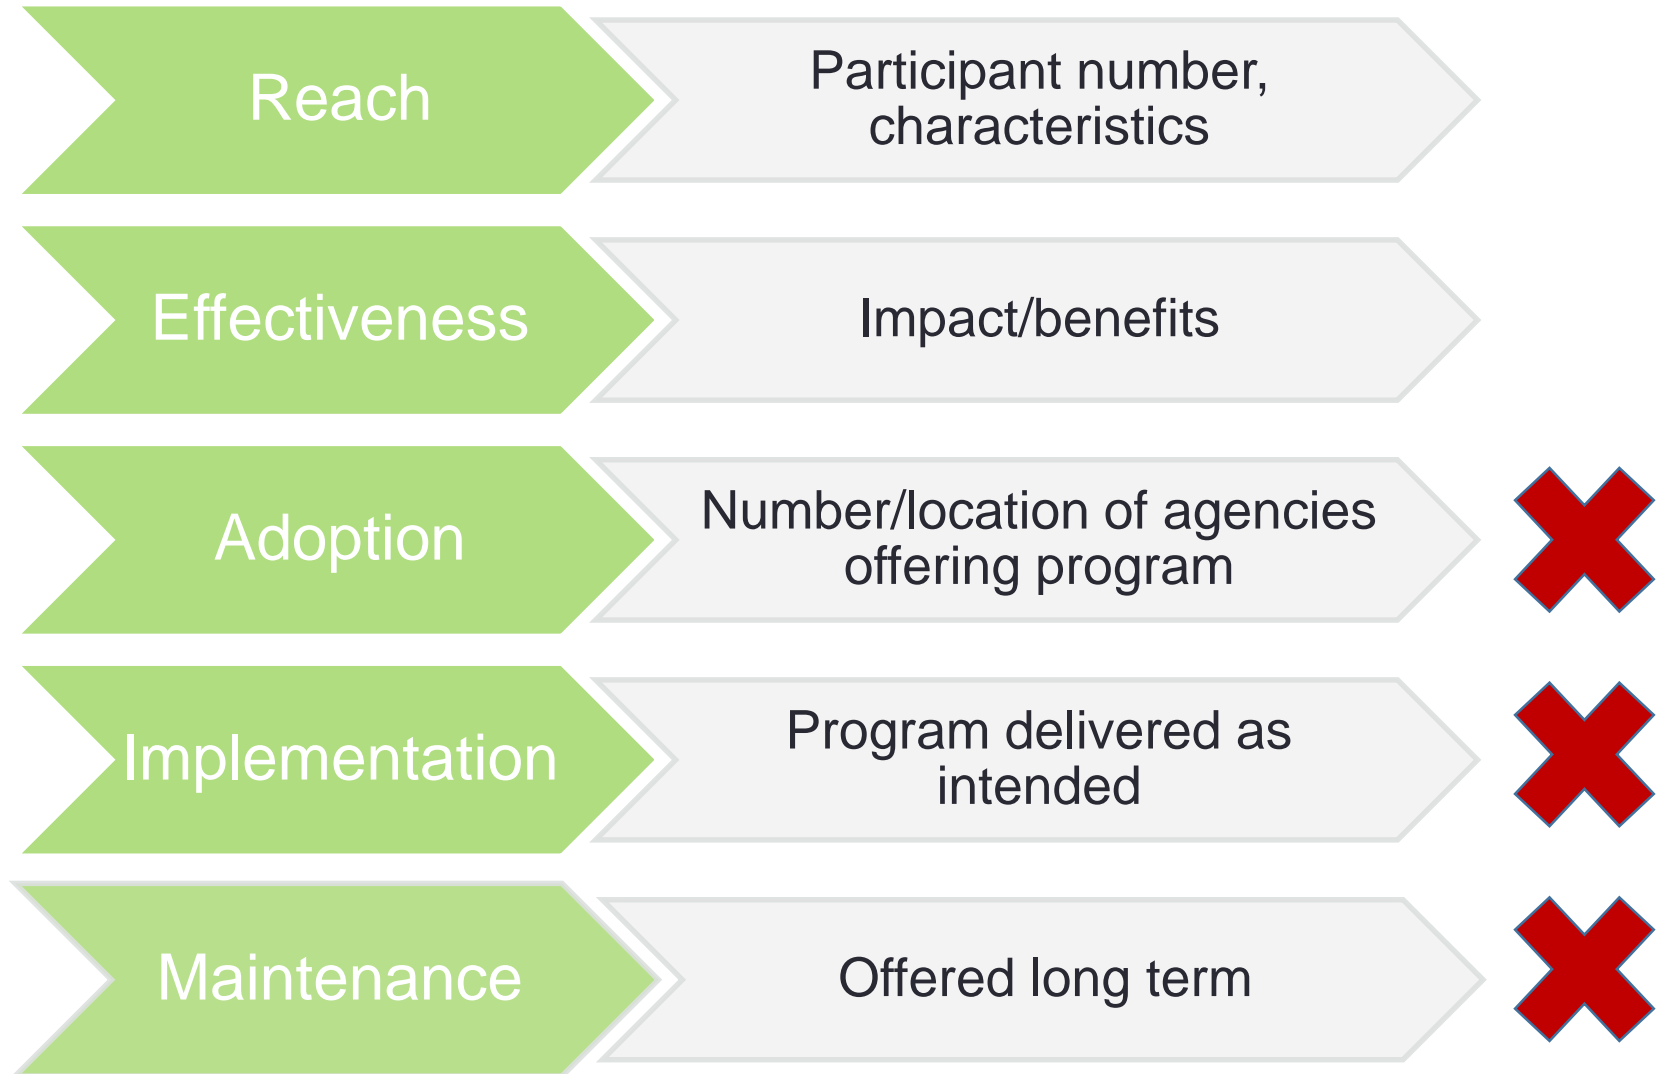 Reach
Participant number,
characteristics
Effectiveness
Impact/benefits
Adoption
Number/location of agencies
offering program
Implementation
Program delivered as
intended
Maintenance
Offered long term